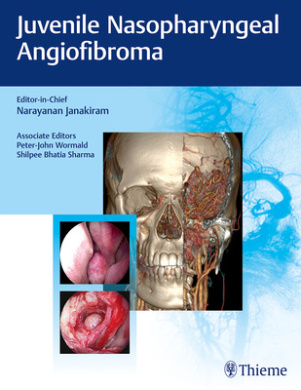 Juvenile Nasopharyngeal
Angiofibroma
Editor-in-Chief
Narayanan Janakiram
Associate Editors
Peter-John Wormald
Shilpee Bhatia Sharma
Thieme